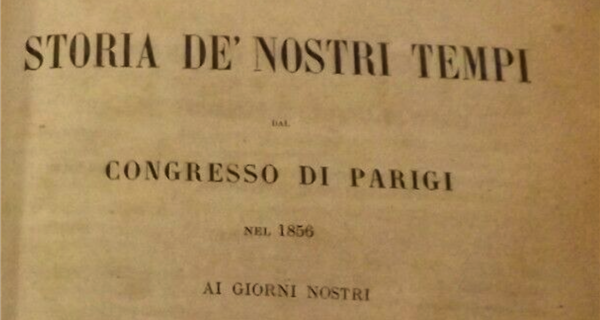 STORIA DE' NOSTRI TEMPI
DAL
CONGRESSO DI PARIGI
NEL 1856
AI GIORNI NOSTRI